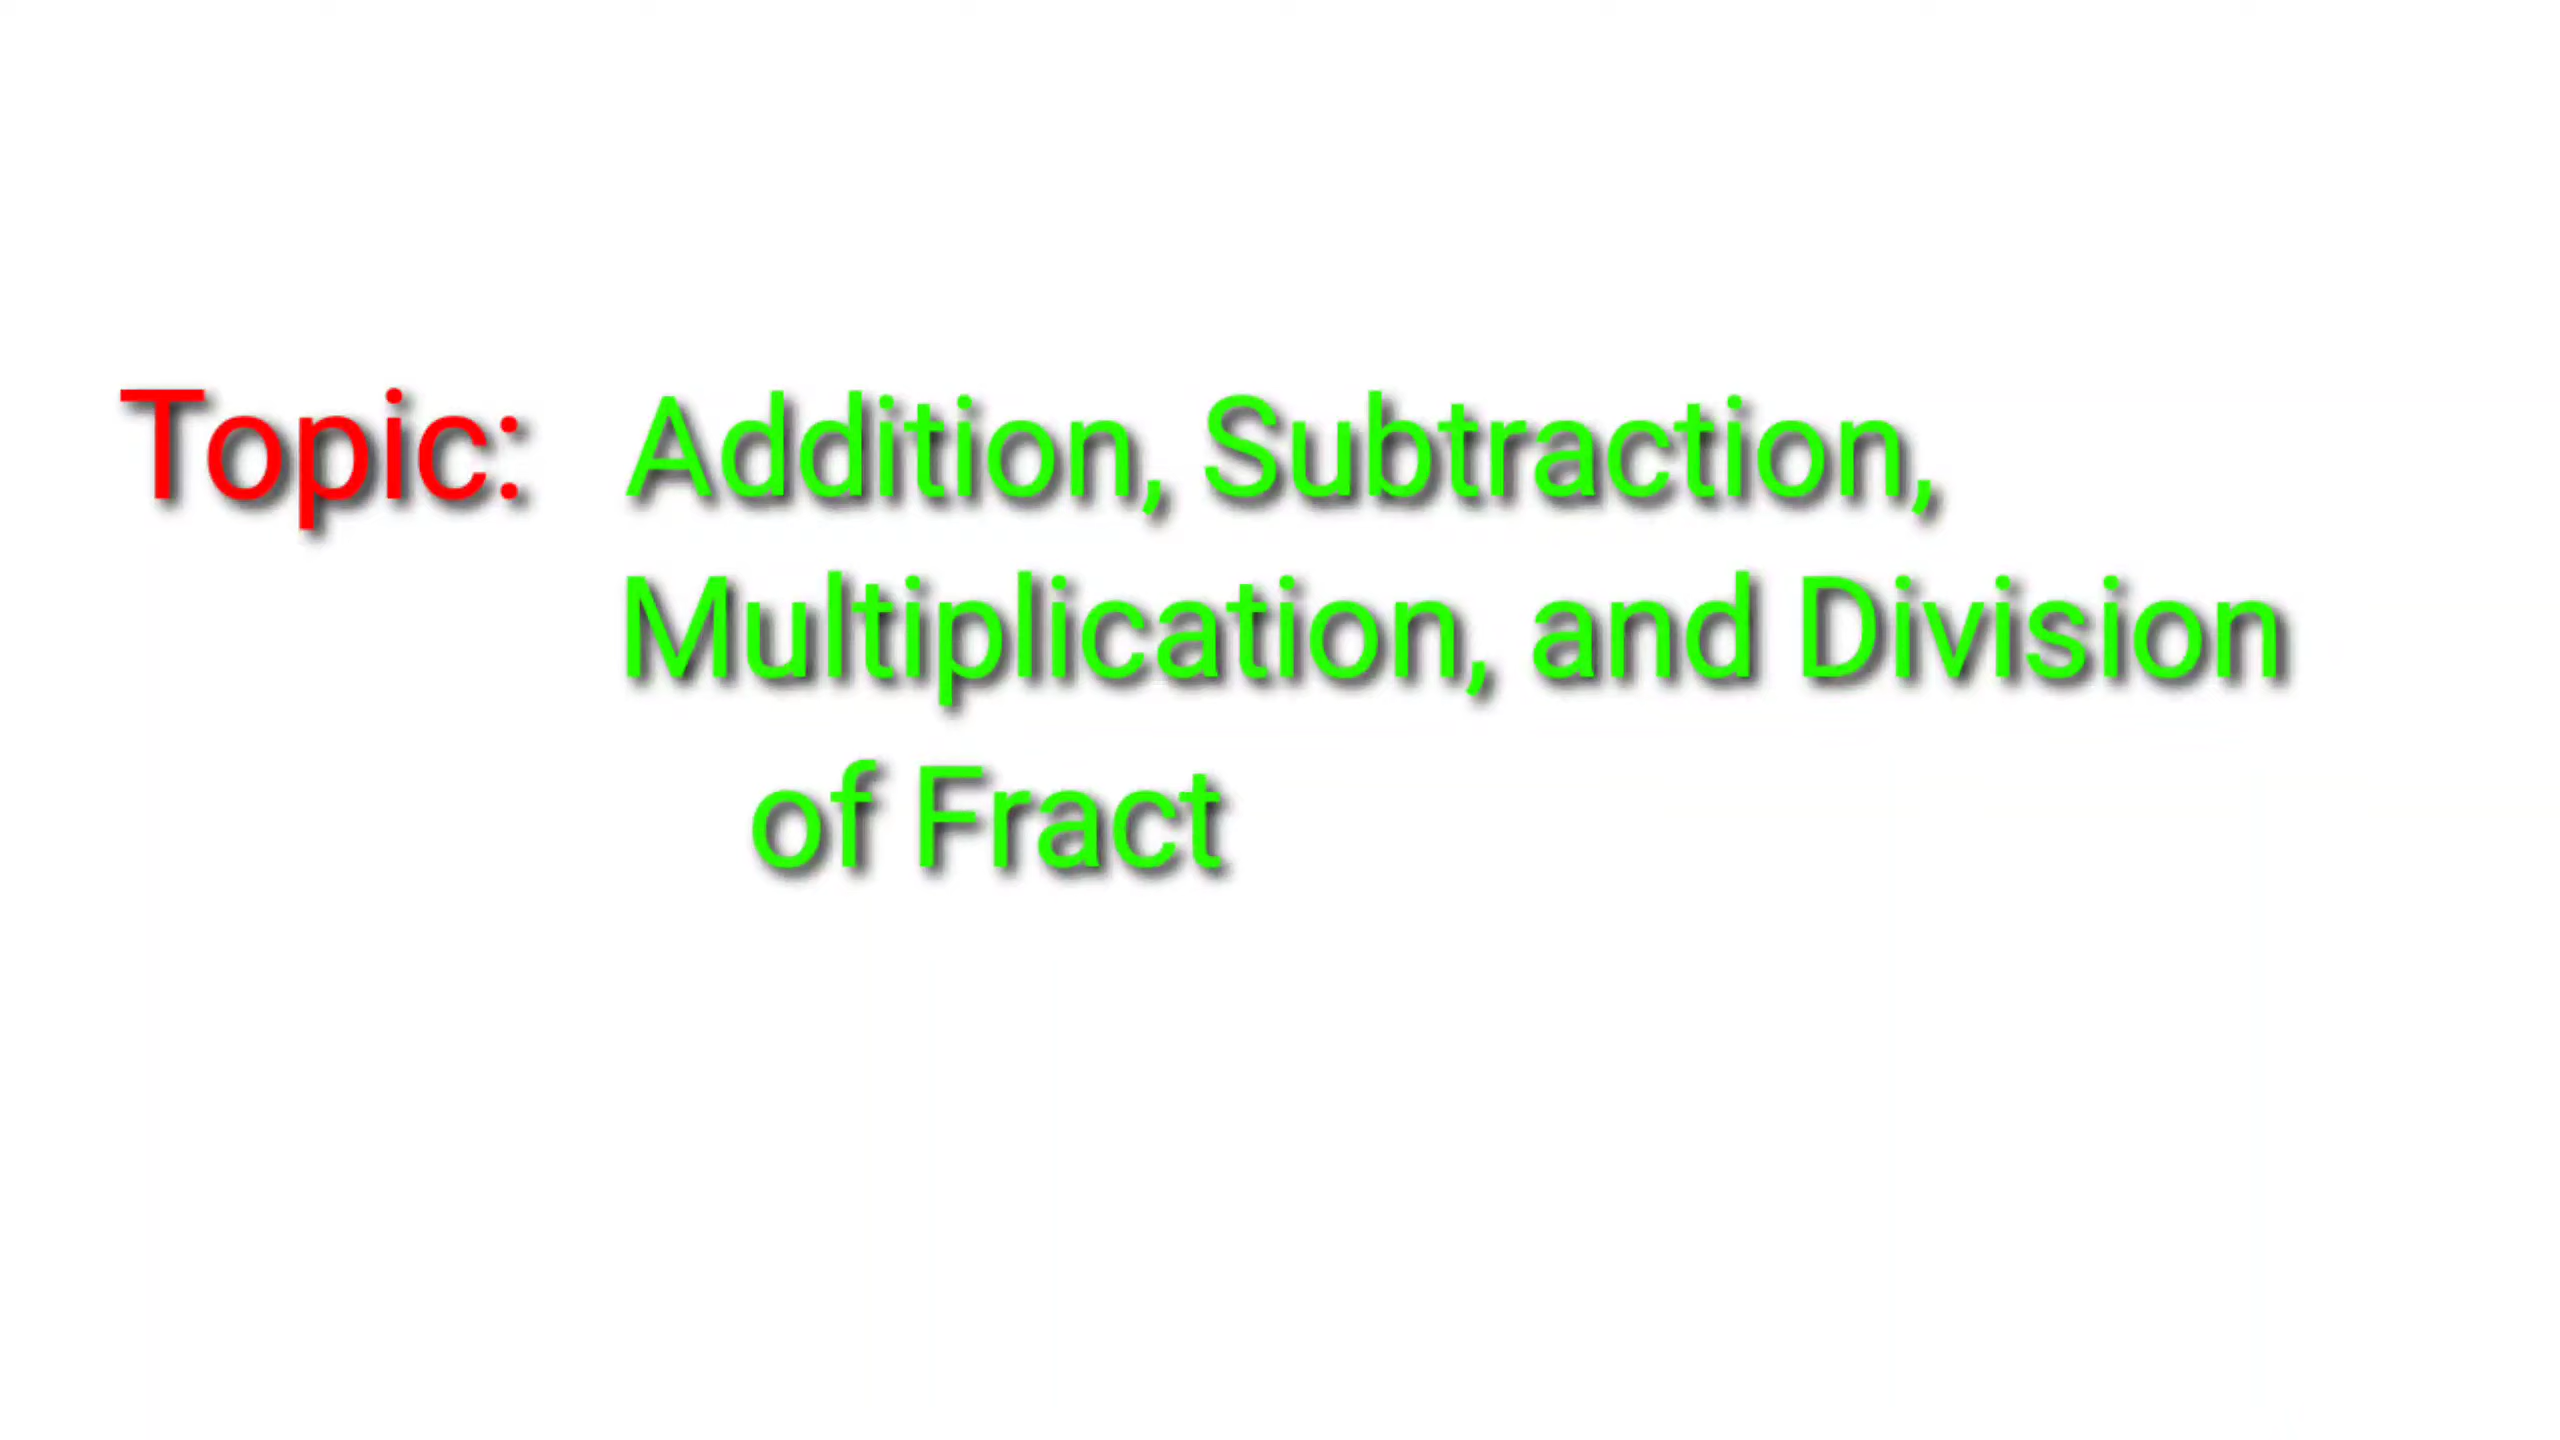 Topic: Addition, Subtraction,
Multiplication, and Division
of Fract